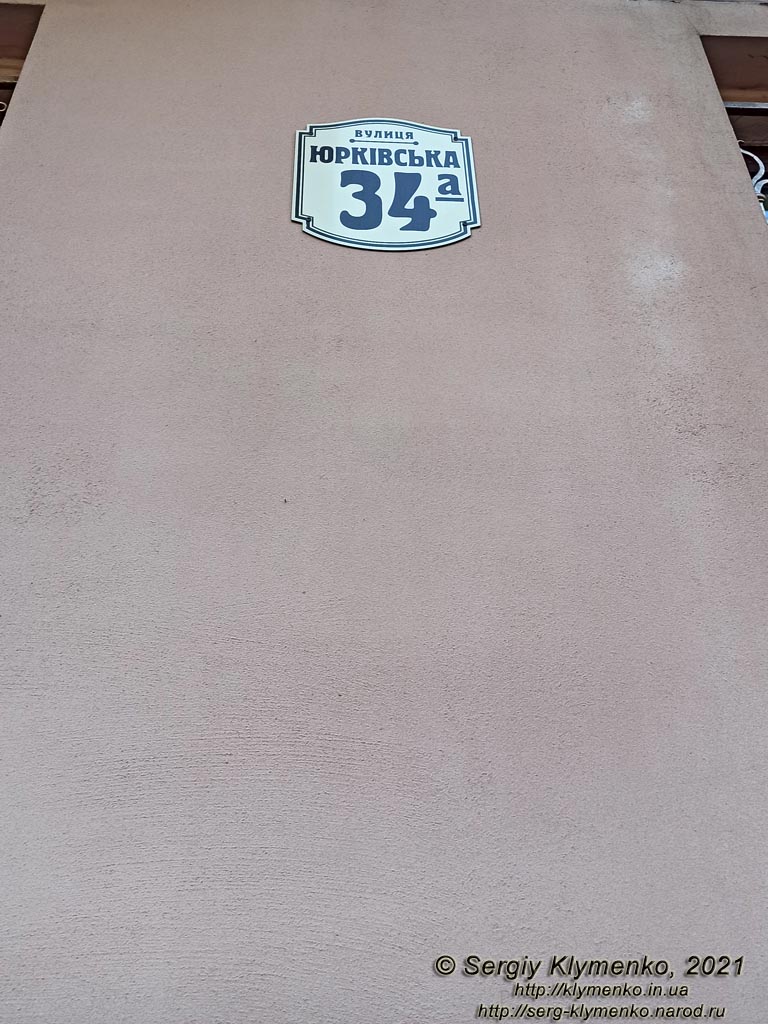 ВУЛИЦЯ
ЮРКІВСЬКА
34а
© Sergiy Klymenko, 2021
http://klymenko.in.ua
http://serg-klymenko.narod.ru